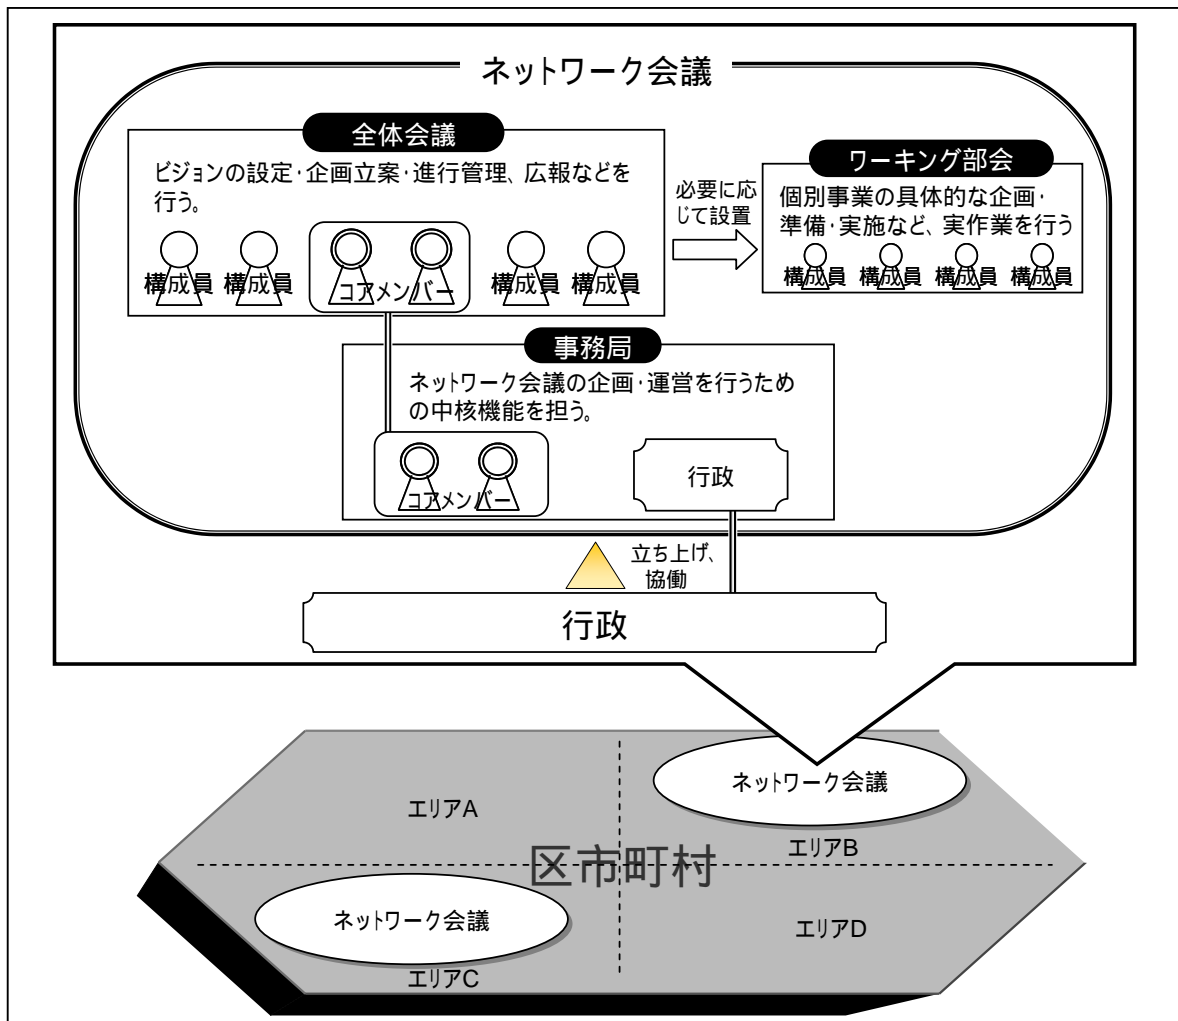 ネットワーク会議
全体会議
ビジョンの設定・企画立案・進行管理、広報などを
行う。
構成員 構成員 コアメンバー 構成員 構成員
必要に応
じて設置
ワーキング部会
個別事業の具体的な企画・
準備・実施など、実作業を行う
構成員 構成員 構成員 構成員
事務局
ネットワーク会議の企画・運営を行うため
の中核機能を担う。
コアメンバー
行政
立ち上げ、
協働
行政
ネットワーク会議
エリアA
エリアB
区市町村
ネットワーク会議
エリアD
エリアC